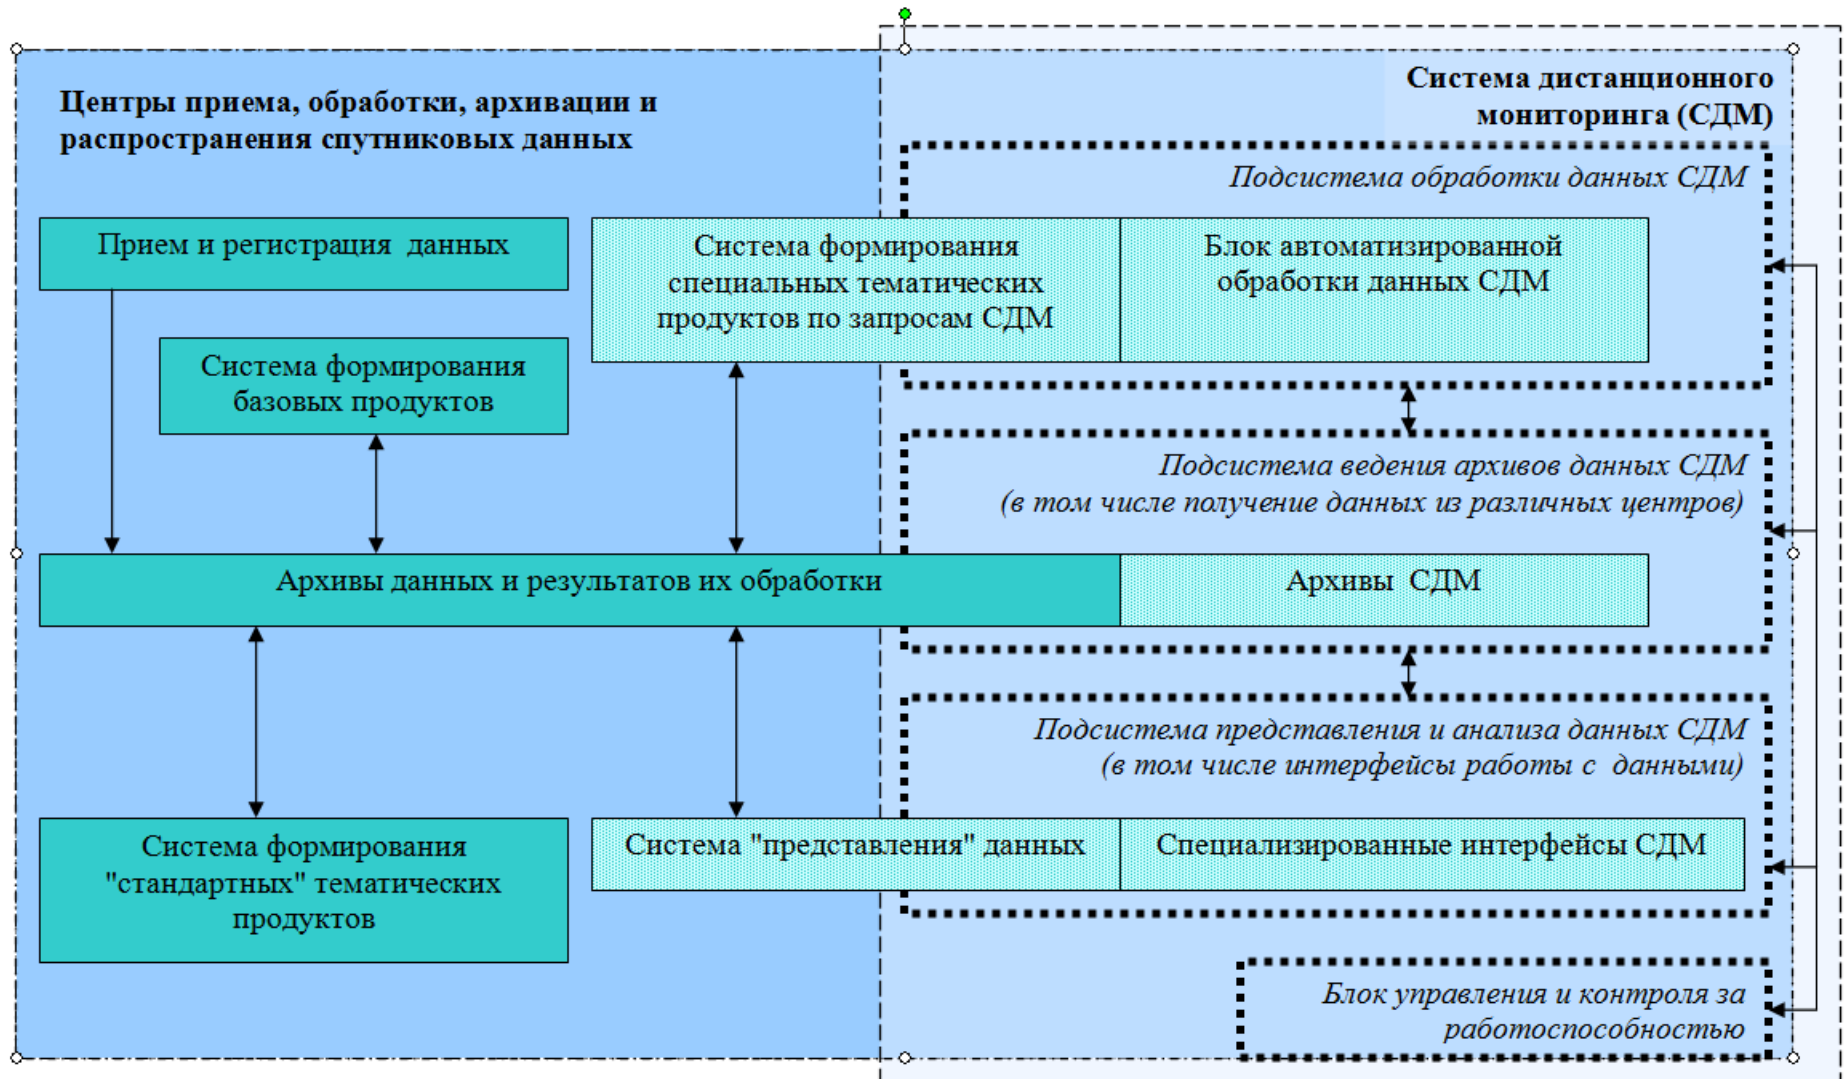 Центры приема, обработки, архивации и
распространения спутниковых данных
Система дистанционного
мониторинга (СДМ)
Подсистема обработки данных СДМ
Прием и регистрация данных
Система формирования
специальных тематических
продуктов по запросам СДМ
Блок автоматизированной
обработки данных СДМ
Система формирования
базовых продуктов
Подсистема ведения архивов данных СДМ
(в том числе получение данных из различных центров)
Архивы данных и результатов их обработки
Архивы СДМ
Подсистема представления и анализа данных СДМ
(в том числе интерфейсы работы с данными)
Система формирования
"стандартных" тематических
продуктов
Система "представления" данных
Специализированные интерфейсы СДМ
Блок управления и контроля за
работоспособностью